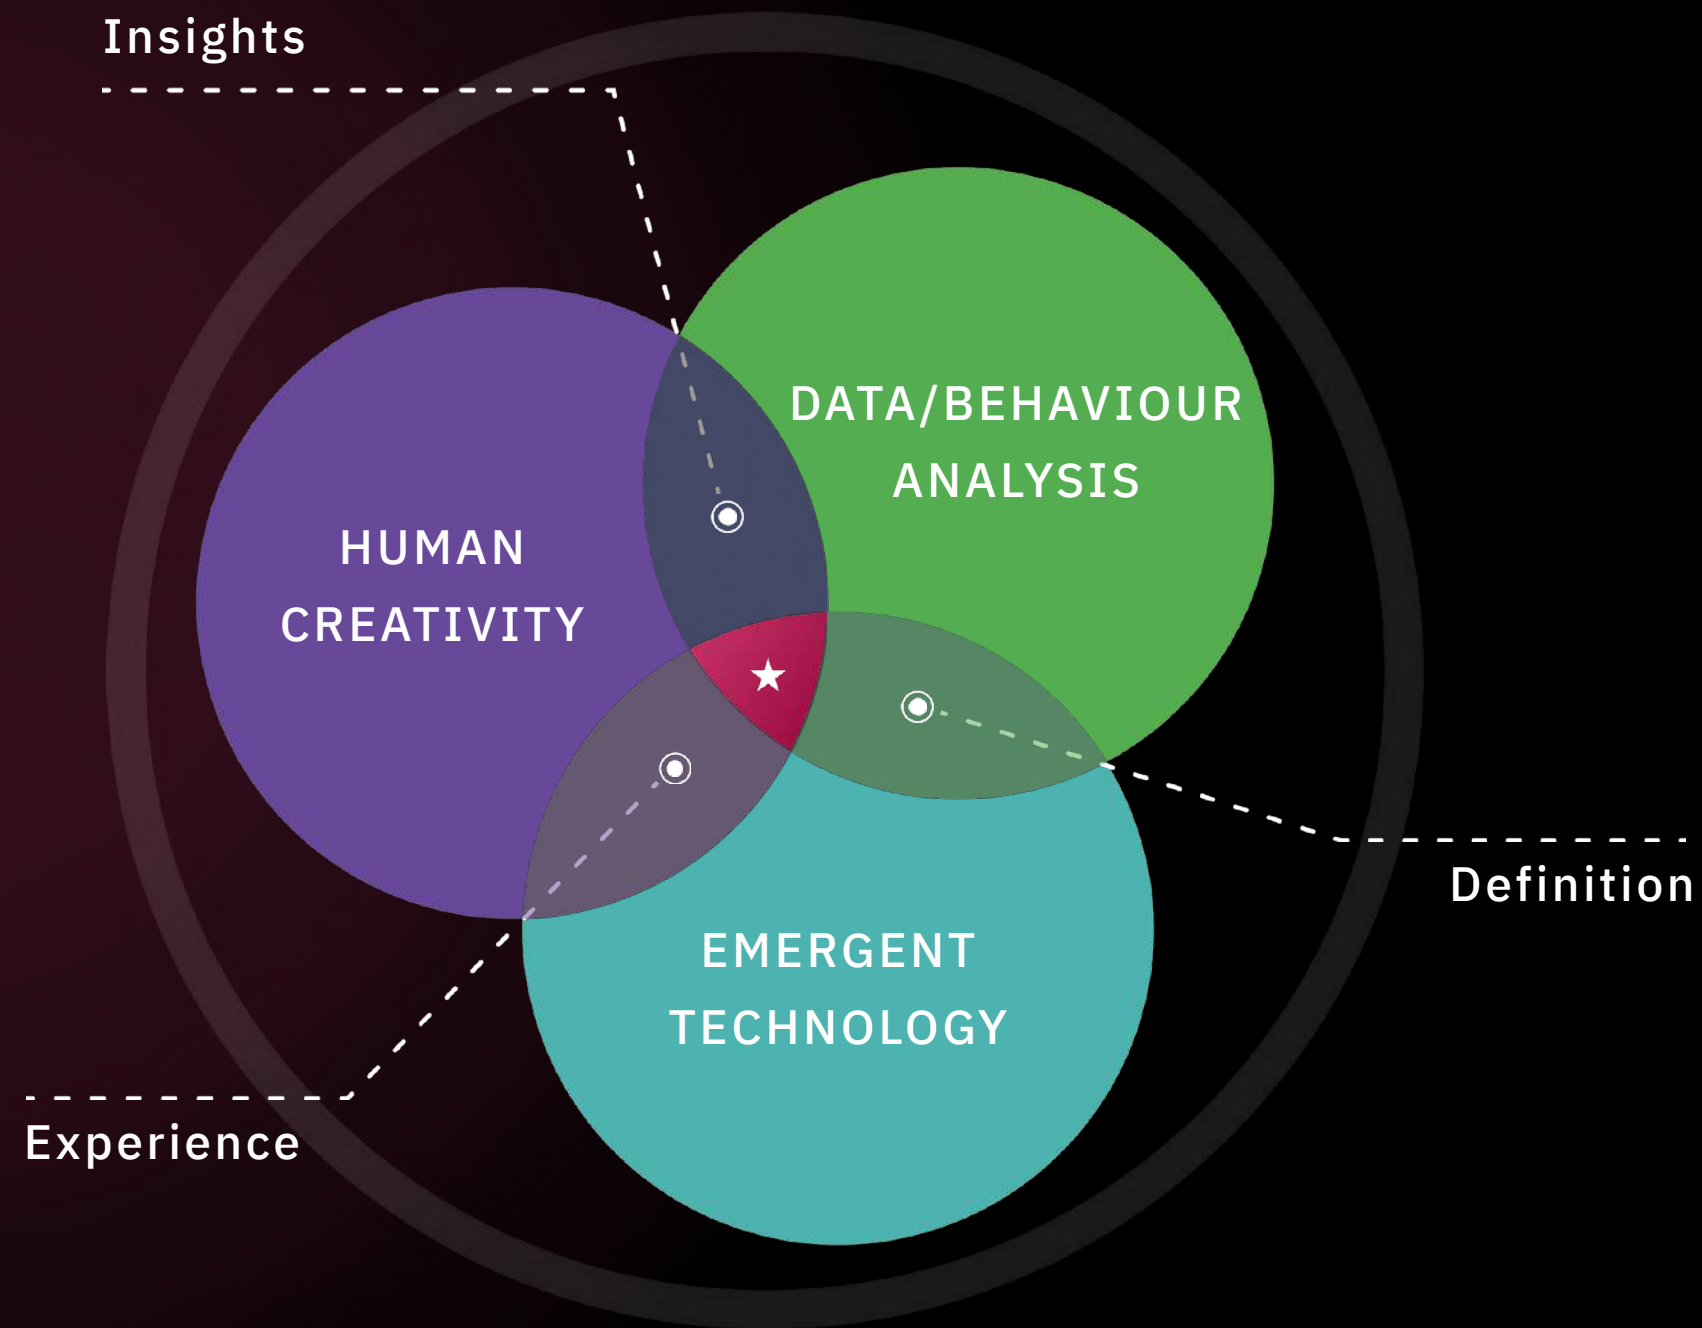 Insights
DATA/BEHAVIOUR
ANALYSIS
HUMAN
CREATIVITY
Definition
EMERGENT
TECHNOLOGY
Experience